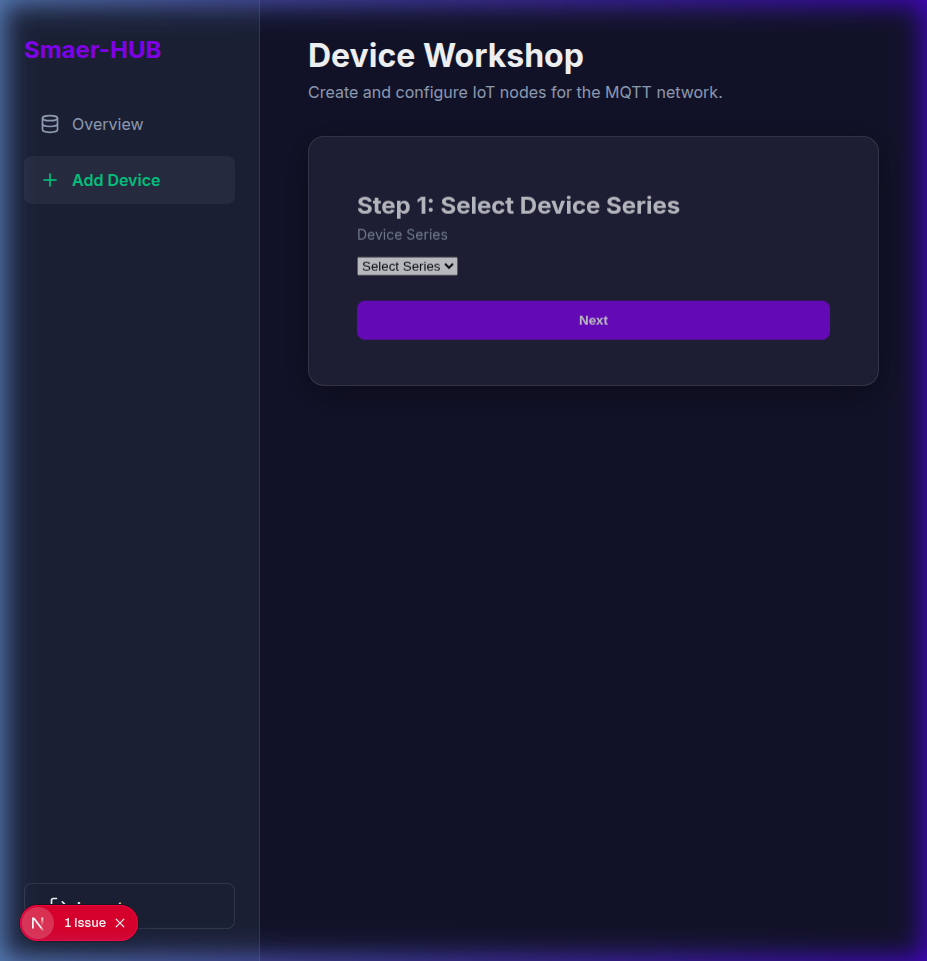 Smaer-HUB
Overview
Add Device
Device Workshop
Create and configure IoT nodes for the MQTT network.
Step 1: Select Device Series
Device Series
Select Series
Next
N 1 Issue